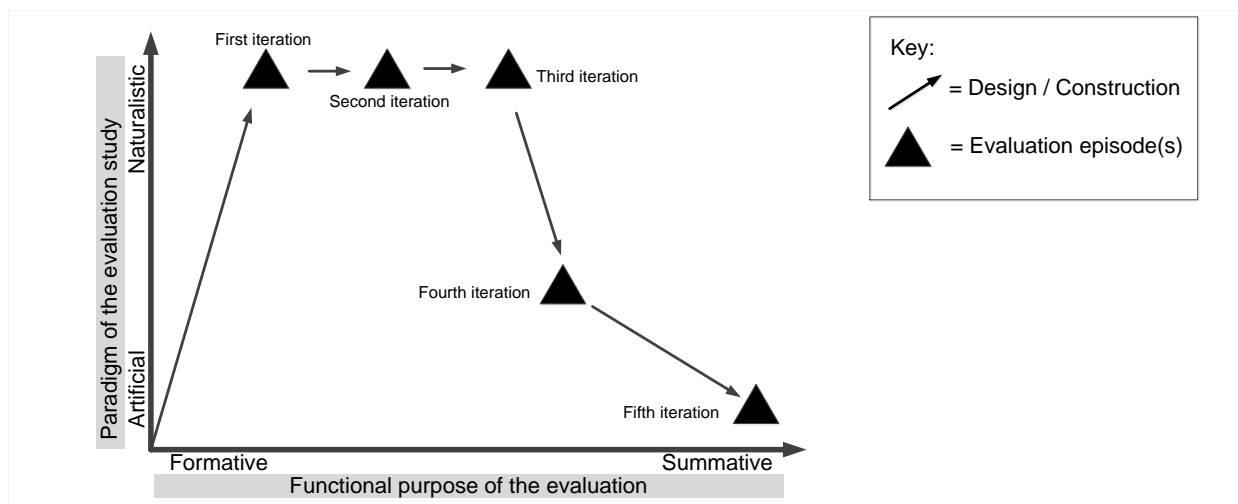 First iteration
Second iteration
Third iteration
Fourth iteration
Fifth iteration
Paradigm of the evaluation study
Naturalistic
Artificial
Formative
Summative
Functional purpose of the evaluation
Key:
= Design / Construction
= Evaluation episode(s)